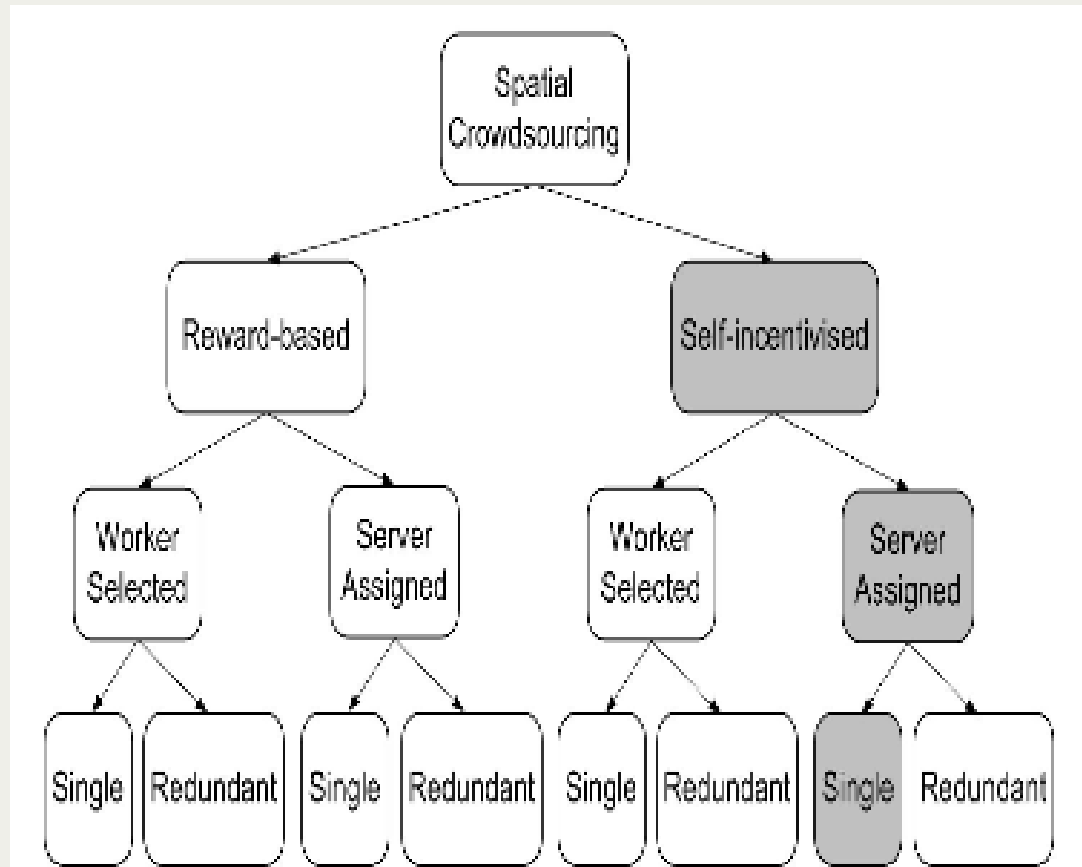 Spatial
Crowdsourcing
Reward-based
Self-incentivised
Worker
Selected
Server
Assigned
Worker
Selected
Server
Assigned
Single
Redundant
Single
Redundant
Single
Redundant
Single
Redundant